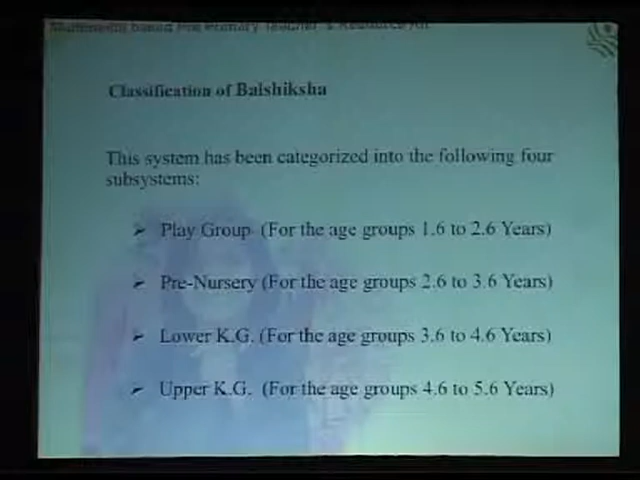 Multimedia based Pre Primary Teacher's Resource for
Classification of Balshiksha
This system has been categorized into the following four
subsystems:
➢ Play Group (For the age groups 1.6 to 2.6 Years)
➢ Pre-Nursery (For the age groups 2.6 to 3.6 Years)
➢ Lower K.G. (For the age groups 3.6 to 4.6 Years)
➢ Upper K.G. (For the age groups 4.6 to 5.6 Years)